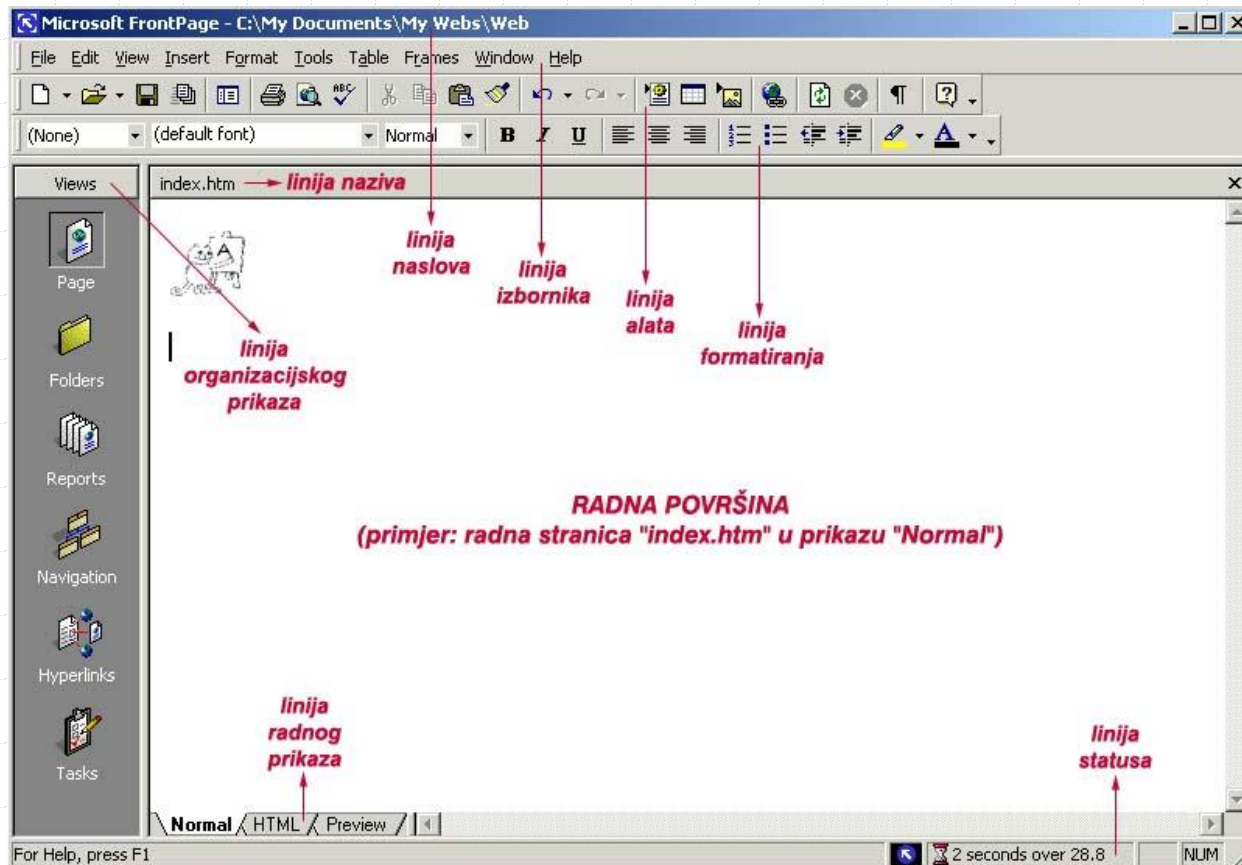 Microsoft FrontPage - C:\My Documents\My Webs\Web
File Edit View Insert Format Tools Table Frames Window Help
ABC
(None) (default font) Normal B I U A
Views
index.htm linija naziva
A
linija
naslova
linija
izbornika
linija
alata
linija
formatiranja
linija
organizacijskog
prikaza
Page
Folders
Reports
Navigation
Hyperlinks
Tasks
RADNA POVRŠINA
(primjer: radna stranica "index.htm" u prikazu "Normal")
linija
radnog
prikaza
linija
statusa
Normal HTML Preview
For Help, press F1 2 seconds over 28.8 NUM